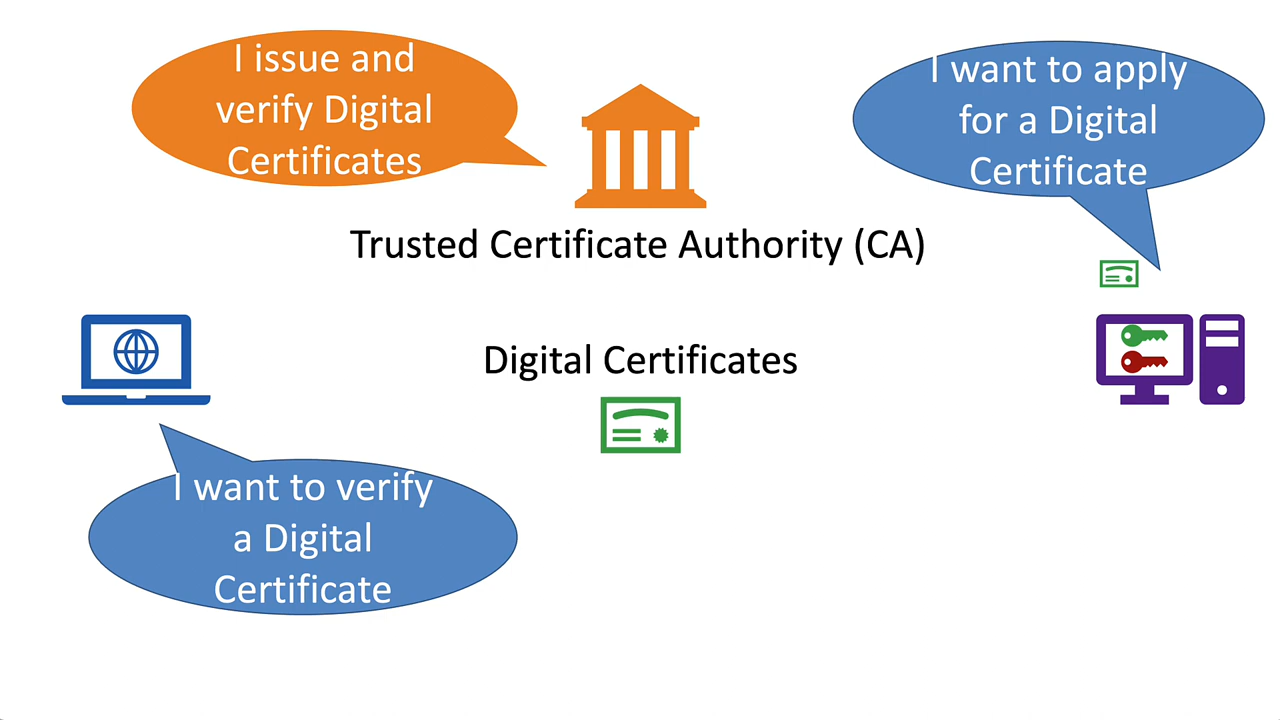 I issue and
verify Digital
Certificates
I want to apply
for a Digital
Certificate
Trusted Certificate Authority (CA)
Digital Certificates
I want to verify
a Digital
Certificate